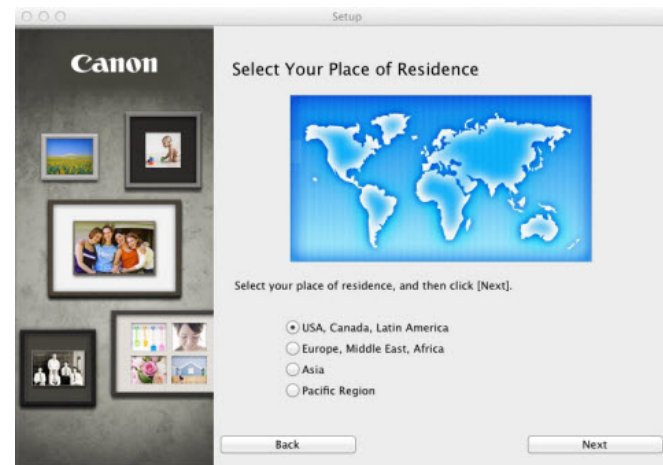 Setup
Canon
Select Your Place of Residence
Select your place of residence, and then click [Next].
USA, Canada, Latin America
Europe, Middle East, Africa
Asia
Pacific Region
Back
Next